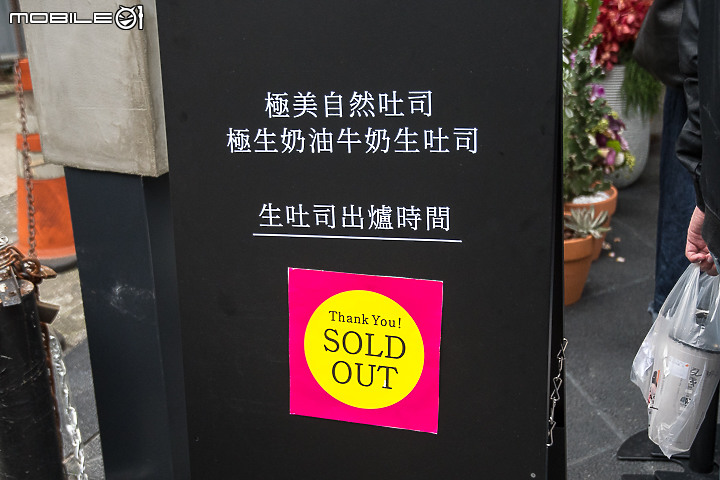 MOBILE01
極美自然吐司
極生奶油牛奶生吐司
生吐司出爐時間
Thank You!
SOLD
OUT